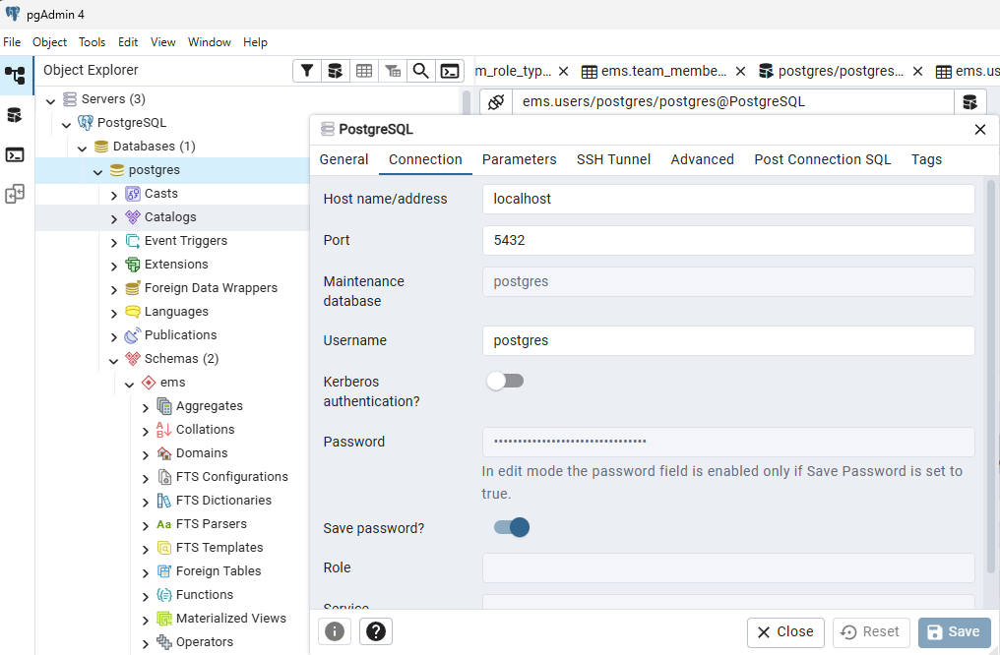 pgAdmin 4
File Object Tools Edit View Window Help
Object Explorer
m_role_typ... ems.team_membe... postgres/postgres... ems.us
ems.users/postgres/postgres@PostgreSQL
Servers (3)
PostgreSQL
Databases (1)
postgres
Casts
Catalogs
Event Triggers
Extensions
Foreign Data Wrappers
Languages
Publications
Schemas (2)
ems
Aggregates
Collations
Domains
FTS Configurations
FTS Dictionaries
Aa FTS Parsers
FTS Templates
Foreign Tables
Functions
Materialized Views
Operators
PostgreSQL
General Connection Parameters SSH Tunnel Advanced Post Connection SQL Tags
Host name/address localhost
Port 5432
Maintenance
database postgres
Username postgres
Kerberos
authentication?
Password ••••••••••••••••••••••••••••••••
In edit mode the password field is enabled only if Save Password is set to
true.
Save password?
Role
Service
Close Reset Save